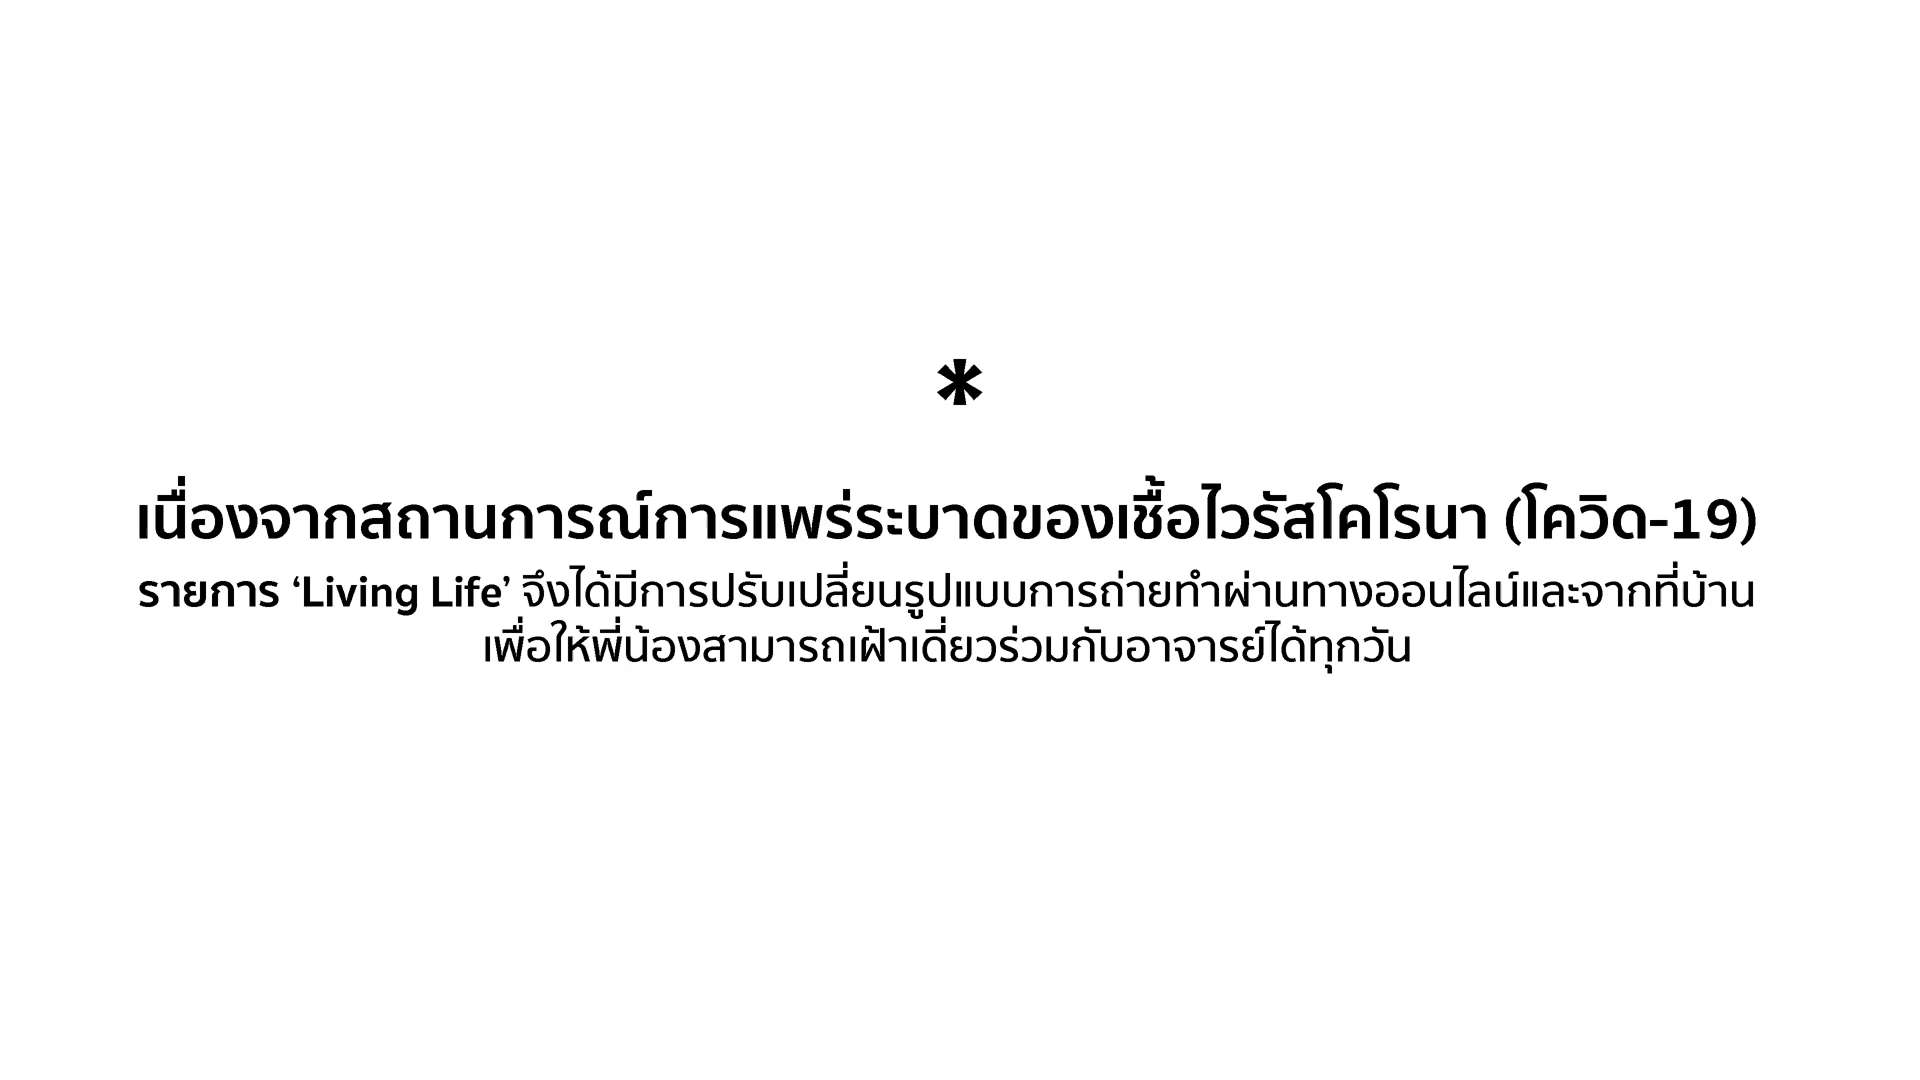 *
เนื่องจากสถานการณ์การแพร่ระบาดของเชื้อไวรัสโคโรนา (โควิด-19)
รายการ ‘Living Life’ จึงได้มีการปรับเปลี่ยนรูปแบบการถ่ายทำผ่านทางออนไลน์และจากที่บ้าน
เพื่อให้พี่น้องสามารถเฝ้าเดี่ยวร่วมกับอาจารย์ได้ทุกวัน